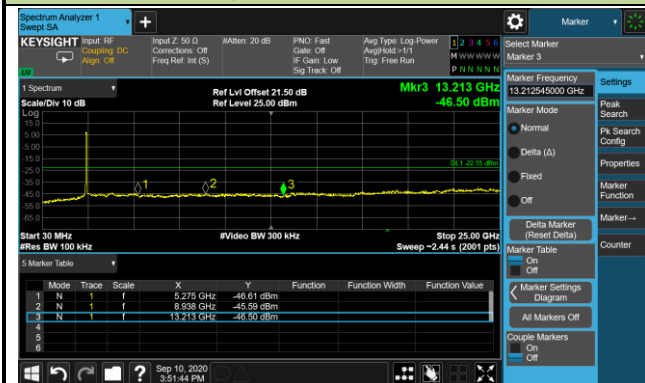 Spectrum Analyzer 1
Swept SA
+
Marker
KEYSIGHT
Input: RF
Coupling: DC
Align: Off
Input Z: 50 Ω
Corrections: Off
Freq Ref: Int (S)
#Atten: 20 dB
PNO: Fast
Gate: Off
IF Gain: Low
Sig Track: Off
Avg Type: Log-Power
Avg|Hold:>1/1
Trig: Free Run
1 2 3 4 5 6
M W W W W W
P N N N N N
Select Marker
Marker 3
1 Spectrum
Scale/Div 10 dB
Ref Lvl Offset 21.50 dB
Ref Level 25.00 dBm
Mkr3 13.213 GHz
-46.50 dBm
Log
15.0
5.00
-5.00
-15.0
-25.0
-35.0
-45.0
-55.0
-65.0
DL1 -22.55 dBm
1
2
3
Start 30 MHz
#Video BW 300 kHz
Stop 25.00 GHz
#Res BW 100 kHz
Sweep ~2.44 s (2001 pts)
5 Marker Table
Mode Trace Scale X Y Function Function Width Function Value
1 N 1 f 5.275 GHz -46.61 dBm
2 N 1 f 8.938 GHz -45.59 dBm
3 N 1 f 13.213 GHz -46.50 dBm
4
5
6
Marker Frequency
13.212545000 GHz
Marker Mode
Normal
Delta (Δ)
Fixed
Off
Delta Marker
(Reset Delta)
Marker Table
On
Off
Marker Settings
Diagram
All Markers Off
Couple Markers
On
Off
Settings
Peak
Search
Pk Search
Config
Properties
Marker
Function
Marker→
Counter
?
Sep 10, 2020
3:51:44 PM